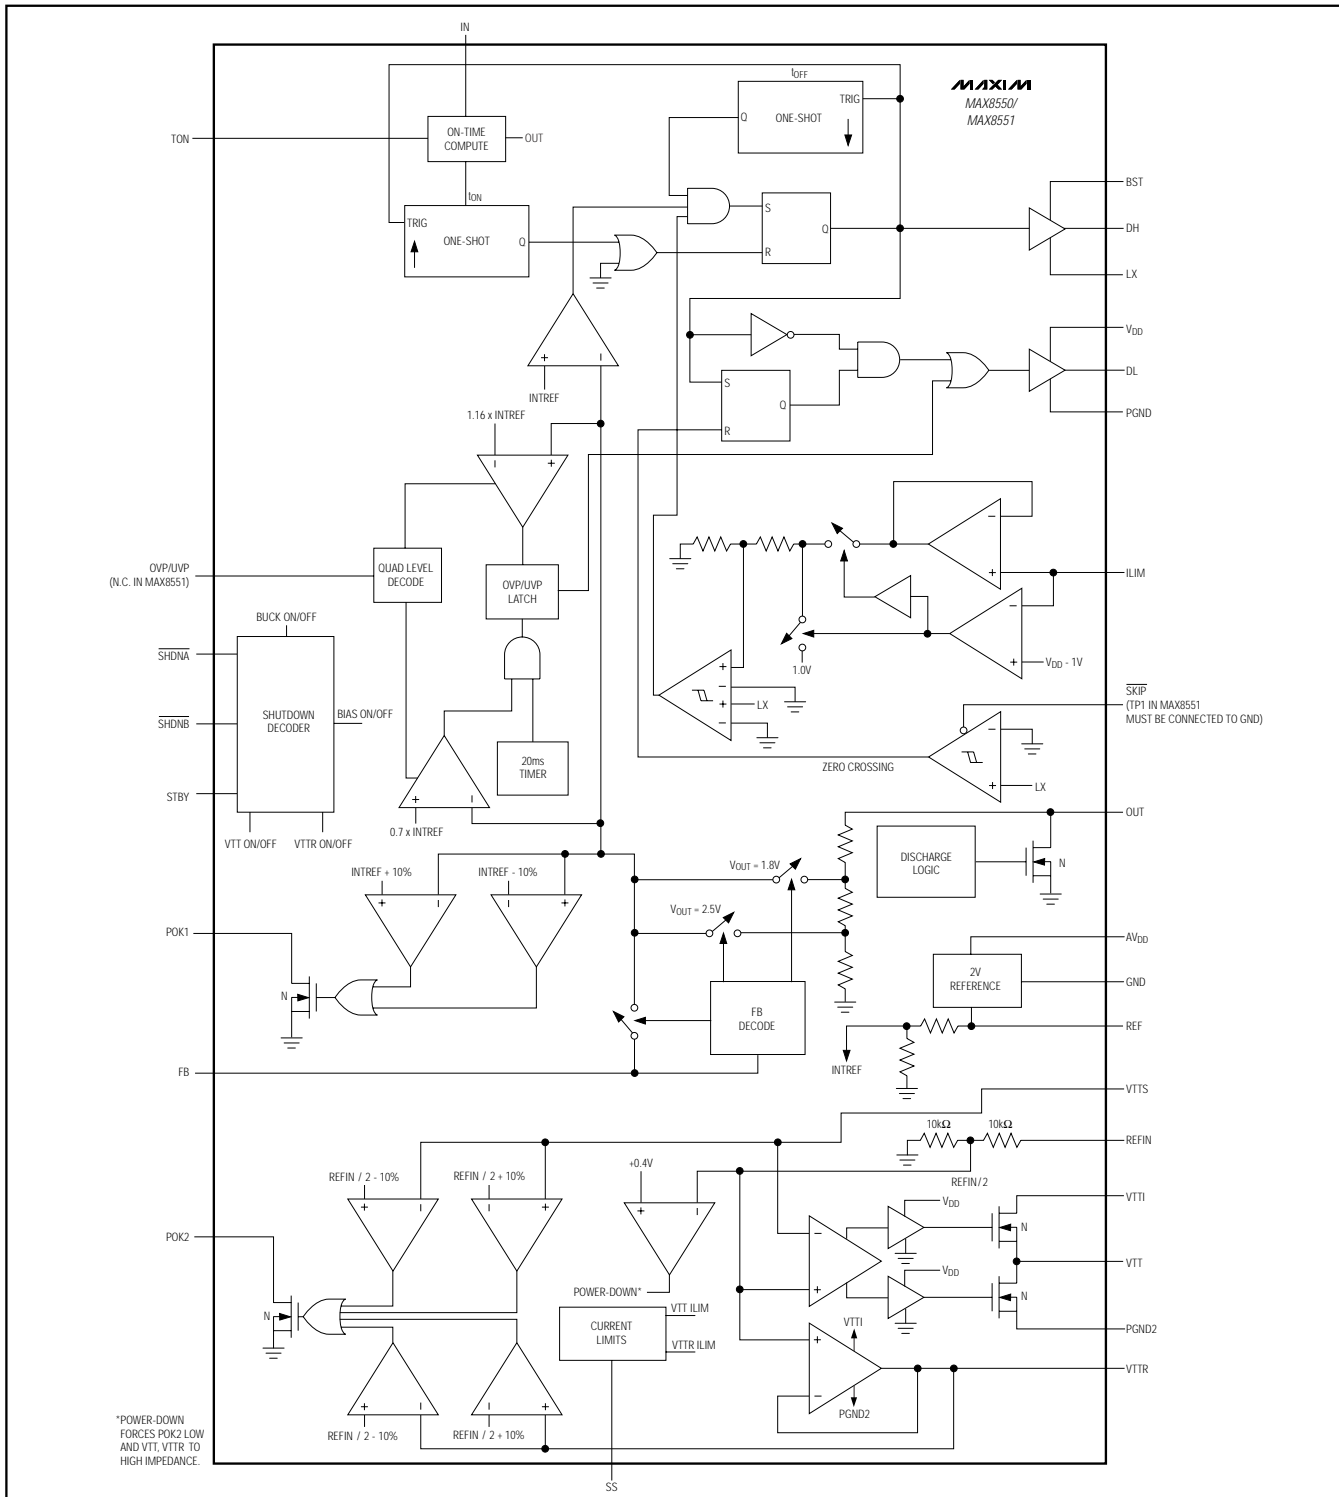 IN
tOFF
TRIG
MAXIM
MAX8550/
MAX8551
Q
ONE-SHOT
TON
ON-TIME
COMPUTE
OUT
tON
TRIG
ONE-SHOT
Q
S
Q
R
BST
DH
LX
+
–
INTREF
VDD
DL
PGND
S
Q
R
1.16 x INTREF
–
+
OVP/UVP
(N.C. IN MAX8551)
QUAD LEVEL
DECODE
OVP/UVP
LATCH
–
+
ILIM
–
+
VDD - 1V
1.0V
BUCK ON/OFF
SHDNA
SHDNB
STBY
SHUTDOWN
DECODER
BIAS ON/OFF
VTT ON/OFF
VTTR ON/OFF
20ms
TIMER
+
–
0.7 x INTREF
+
–
+
–
LX
SKIP
(TP1 IN MAX8551
MUST BE CONNECTED TO GND)
ZERO CROSSING
–
+
LX
OUT
DISCHARGE
LOGIC
N
INTREF + 10%
INTREF - 10%
+
–
–
+
VOUT = 1.8V
VOUT = 2.5V
POK1
N
FB
DECODE
FB
AVDD
2V
REFERENCE
GND
REF
INTREF
VTTS
10kΩ
10kΩ
REFIN
REFIN/2
REFIN / 2 - 10%
REFIN / 2 + 10%
+
–
–
+
+0.4V
+
–
POWER-DOWN*
POK2
N
CURRENT
LIMITS
VTT ILIM
VTTR ILIM
–
+
VDD
VDD
N
N
VTTI
VTT
PGND2
VTTI
+
–
PGND2
VTTR
+
–
–
+
REFIN / 2 - 10%
REFIN / 2 + 10%
*POWER-DOWN
FORCES POK2 LOW
AND VTT, VTTR TO
HIGH IMPEDANCE.
SS